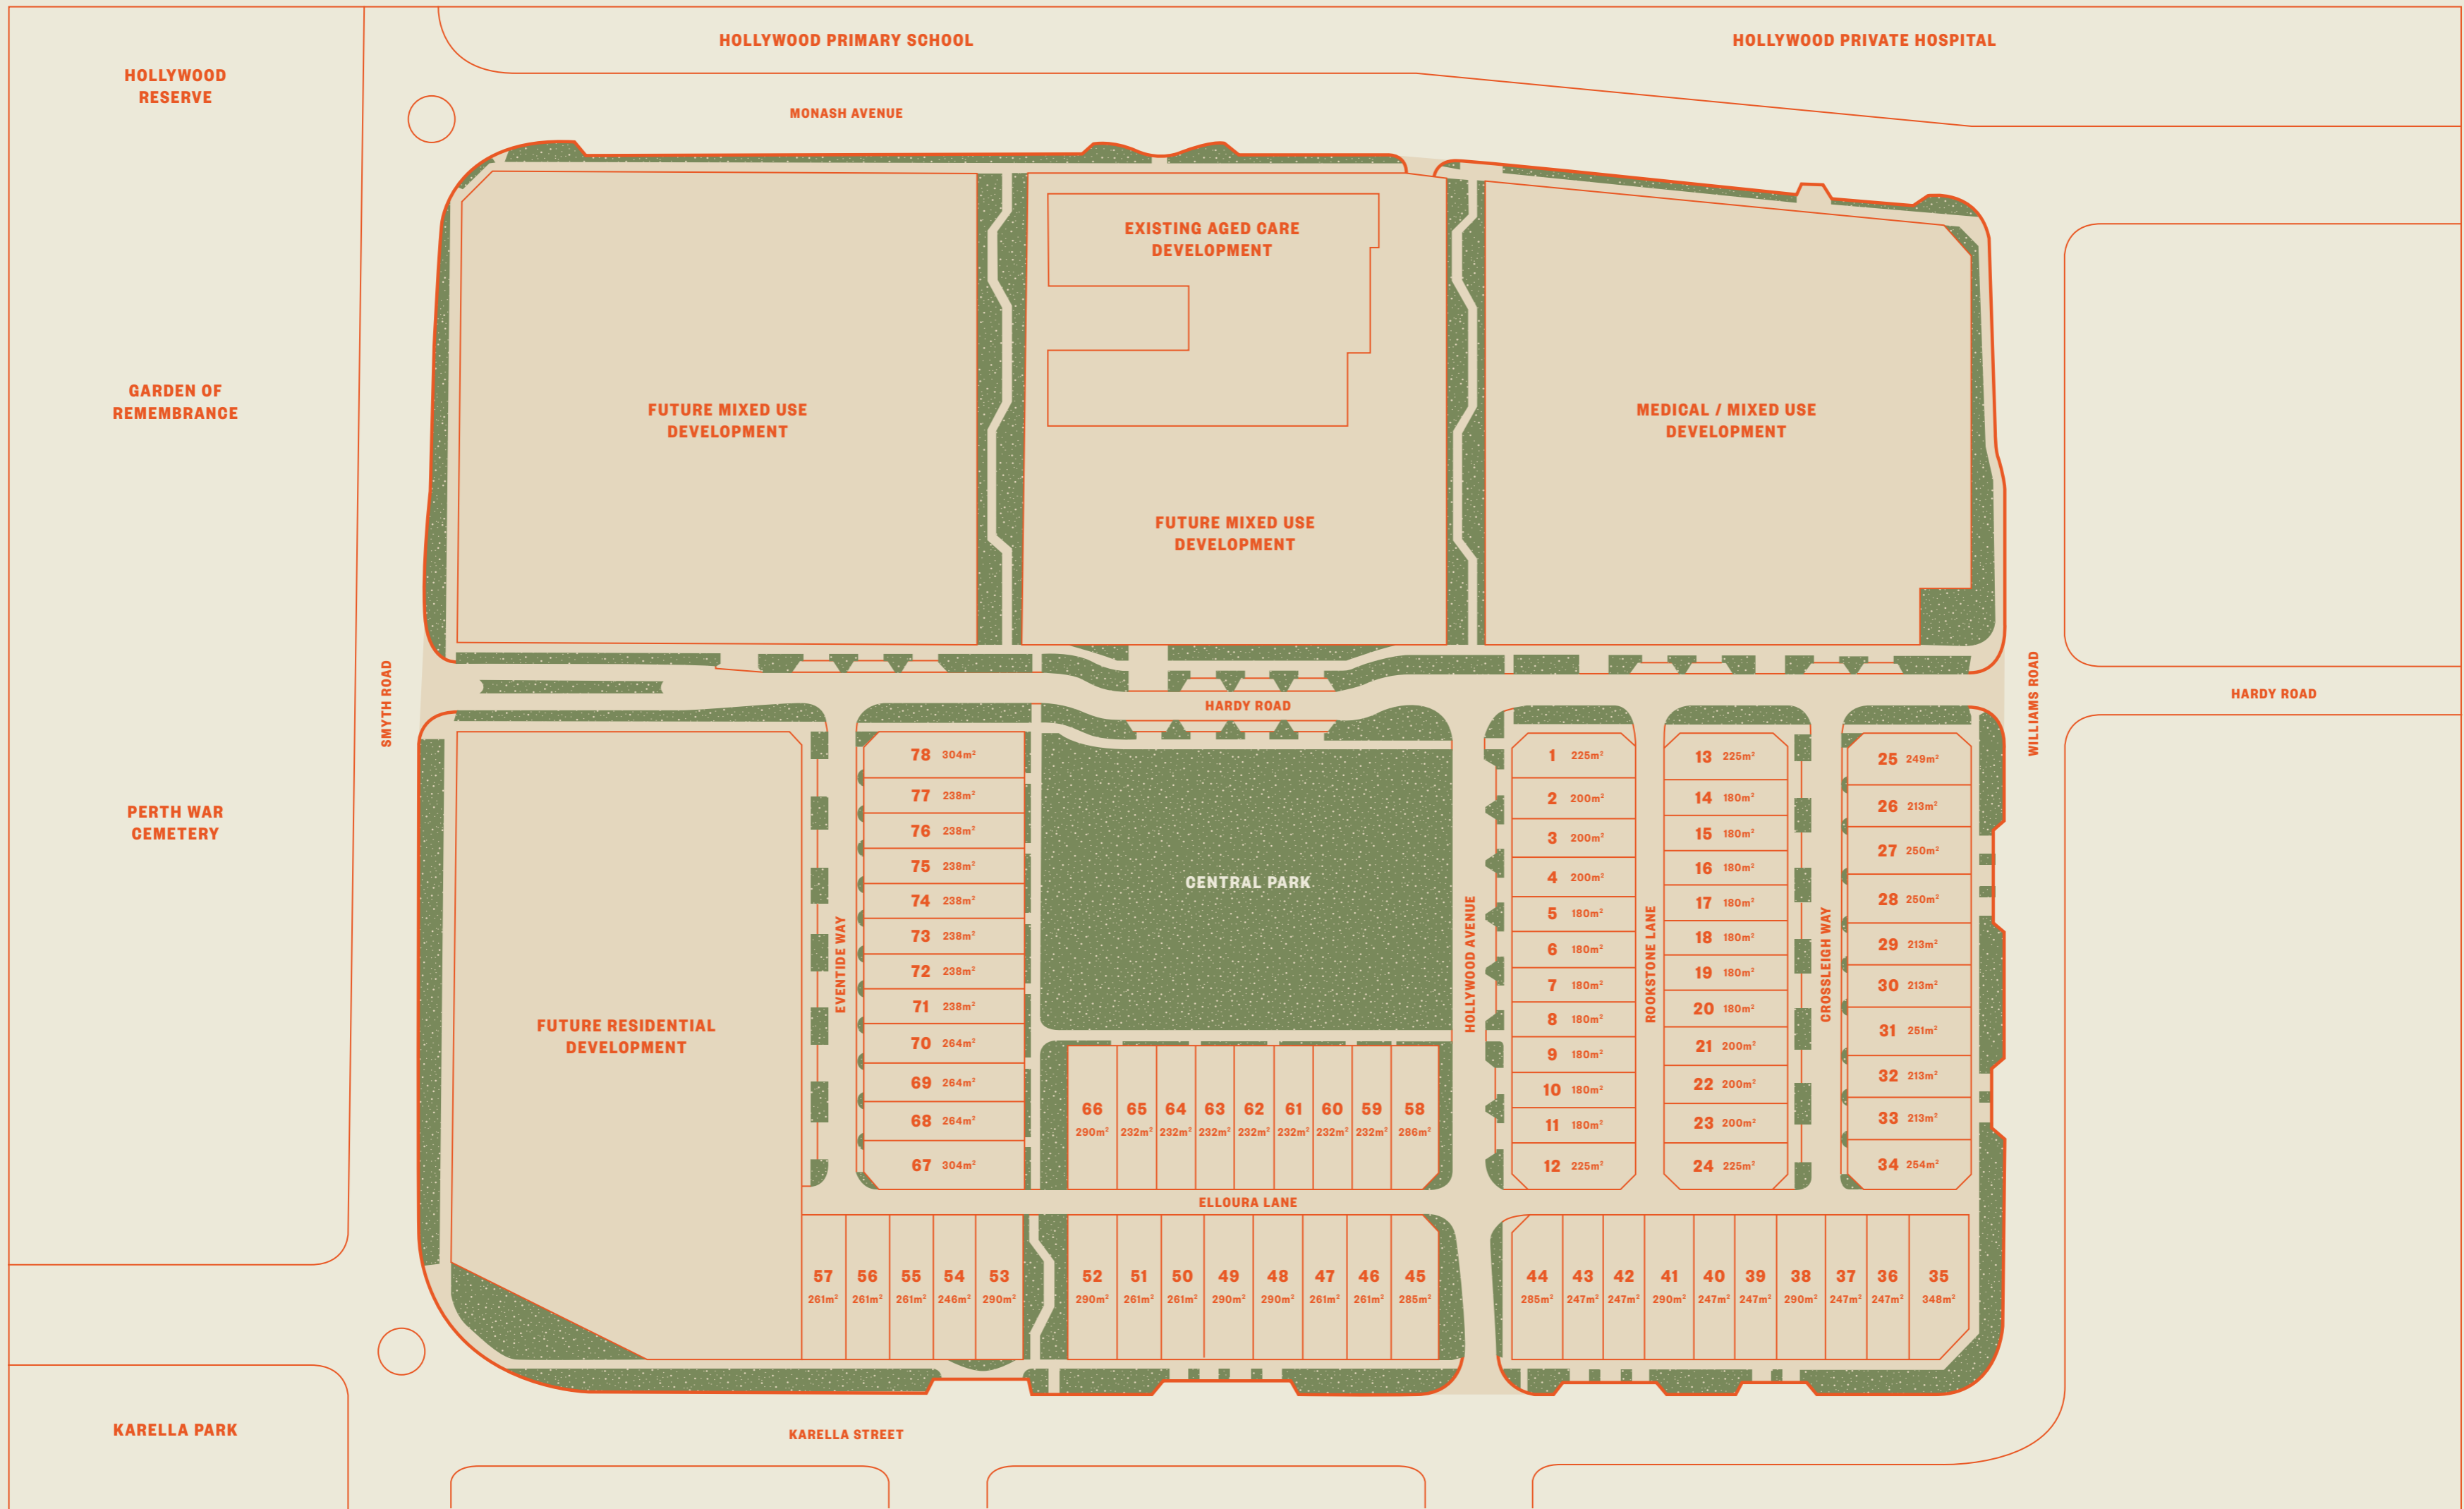 HOLLYWOOD PRIMARY SCHOOL
HOLLYWOOD PRIVATE HOSPITAL
HOLLYWOOD
RESERVE
MONASH AVENUE
EXISTING AGED CARE
DEVELOPMENT
GARDEN OF
REMEMBRANCE
FUTURE MIXED USE
DEVELOPMENT
MEDICAL / MIXED USE
DEVELOPMENT
FUTURE MIXED USE
DEVELOPMENT
SMYTH ROAD
WILLIAMS ROAD
HARDY ROAD
HARDY ROAD
PERTH WAR
CEMETERY
78 304m²
77 238m²
76 238m²
75 238m²
74 238m²
73 238m²
72 238m²
71 238m²
70 264m²
69 264m²
68 264m²
67 304m²
EVENTIDE WAY
CENTRAL PARK
HOLLYWOOD AVENUE
1 225m²
2 200m²
3 200m²
4 200m²
5 180m²
6 180m²
7 180m²
8 180m²
9 180m²
10 180m²
11 180m²
12 225m²
ROOKSTONE LANE
13 225m²
14 180m²
15 180m²
16 180m²
17 180m²
18 180m²
19 180m²
20 180m²
21 200m²
22 200m²
23 200m²
24 225m²
CROSSLEIGH WAY
25 249m²
26 213m²
27 250m²
28 250m²
29 213m²
30 213m²
31 251m²
32 213m²
33 213m²
34 254m²
FUTURE RESIDENTIAL
DEVELOPMENT
66 65 64 63 62 61 60 59 58
290m² 232m² 232m² 232m² 232m² 232m² 232m² 232m² 286m²
ELLOURA LANE
57 56 55 54 53
261m² 261m² 261m² 246m² 290m²
52 51 50 49 48 47 46 45
290m² 261m² 261m² 290m² 290m² 261m² 261m² 285m²
44 43 42 41 40 39 38 37 36 35
285m² 247m² 247m² 290m² 247m² 247m² 290m² 247m² 247m² 348m²
KARELLA PARK
KARELLA STREET